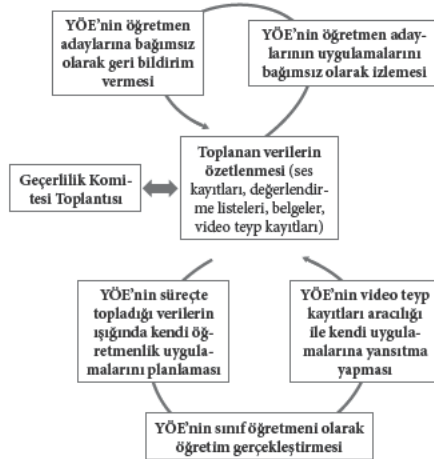 YÖE'nin öğretmen
adaylarına bağımsız
olarak geri bildirim
vermesi
YÖE'nin öğretmen aday-
larının uygulamalarını
bağımsız olarak izlemesi
Toplanan verilerin
özetlenmesi (ses
kayıtları, değerlendir-
me listeleri, belgeler,
video teyp kayıtları)
Geçerlilik Komi-
tesi Toplantısı
YÖE'nin süreçte
topladığı verilerin
ışığında kendi öğ-
retmenlik uygula-
malarını planlaması
YÖE'nin video teyp
kayıtları aracılığı
ile kendi uygula-
malarına yansıtma
yapması
YÖE'nin sınıf öğretmeni olarak
öğretim gerçekleştirmesi